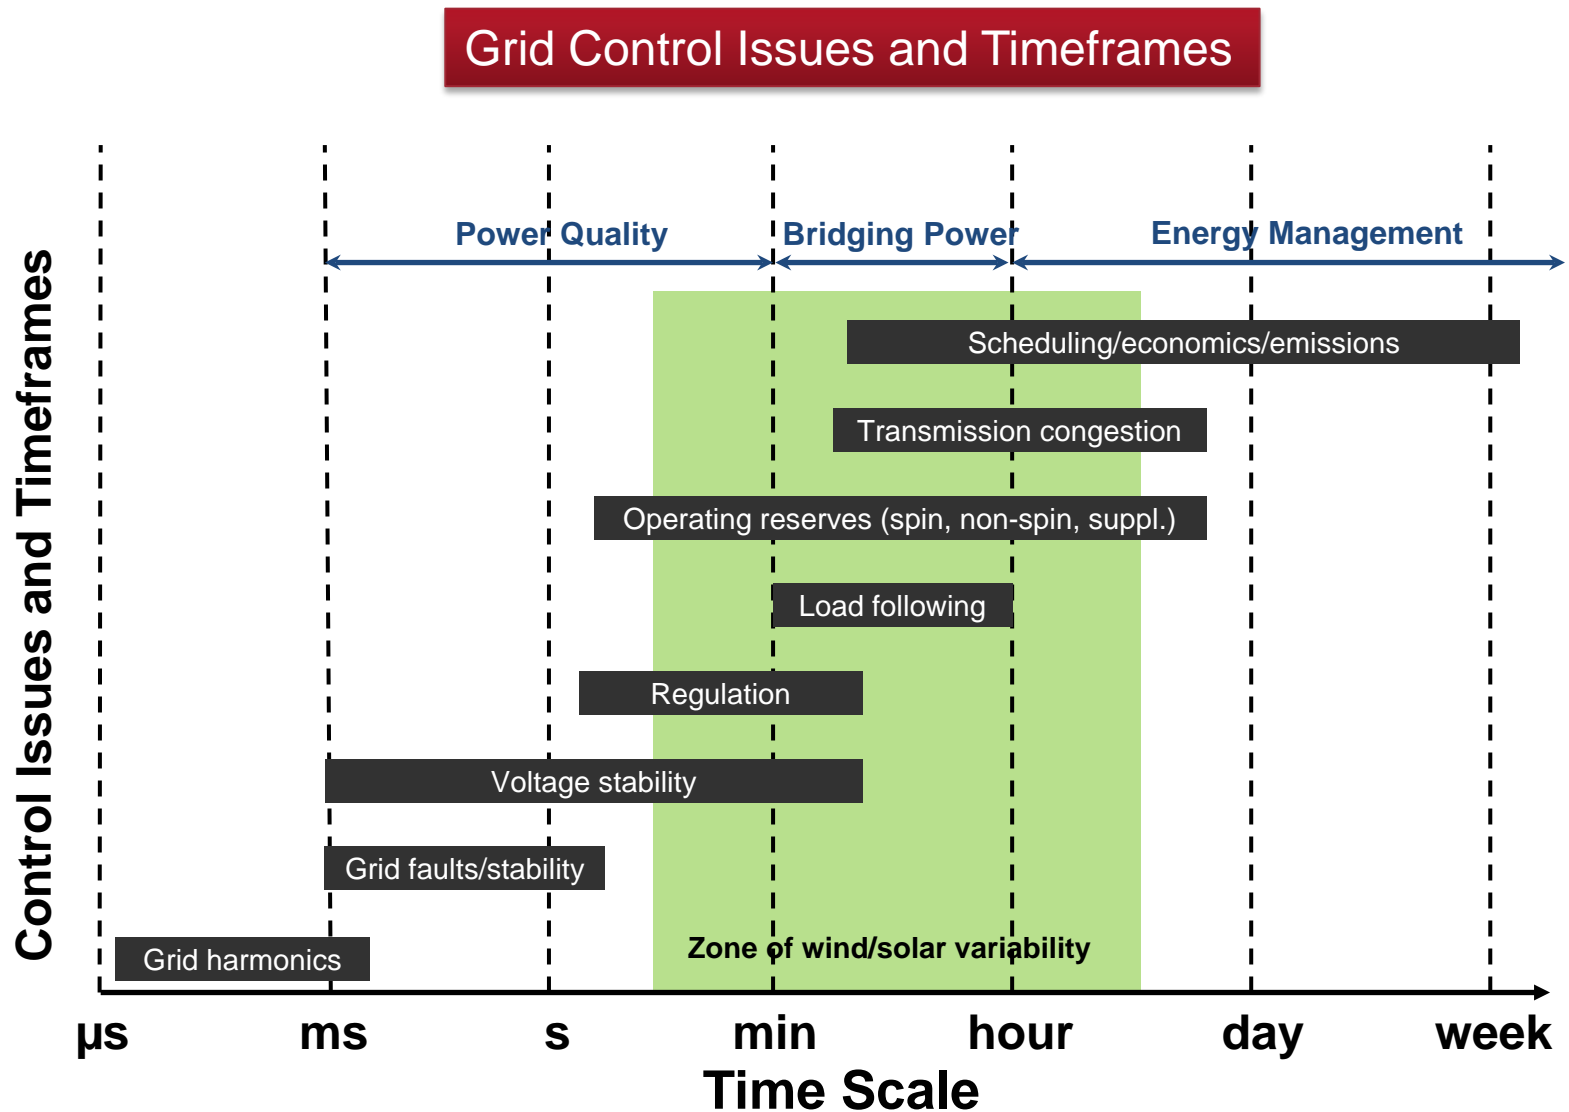 Grid Control Issues and Timeframes
Power Quality
Bridging Power
Energy Management
Control Issues and Timeframes
Scheduling/economics/emissions
Transmission congestion
Operating reserves (spin, non-spin, suppl.)
Load following
Regulation
Voltage stability
Grid faults/stability
Grid harmonics
Zone of wind/solar variability
µs ms s min hour day week
Time Scale